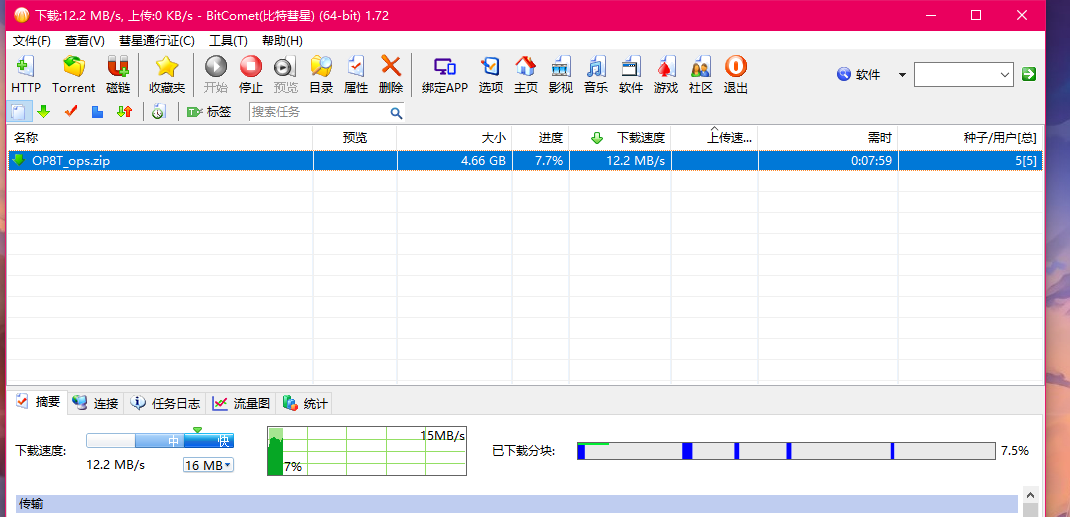 下载:12.2 MB/s, 上传:0 KB/s - BitComet(比特彗星) (64-bit) 1.72
文件(F) 查看(V) 彗星通行证(C) 工具(T) 帮助(H)
HTTP Torrent 磁链 收藏夹 开始 停止 预览 目录 属性 删除 绑定APP 选项 主页 影视 音乐 软件 游戏 社区 退出 软件
标签 搜索任务
名称 预览 大小 进度 下载速度 上传速... 需时 种子/用户[总]
OP8T_ops.zip 4.66 GB 7.7% 12.2 MB/s 0:07:59 5[5]
摘要 连接 任务日志 流量图 统计
下载速度: 中 快 15MB/s 已下载分块: 7.5%
12.2 MB/s 16 MB 7%
传输